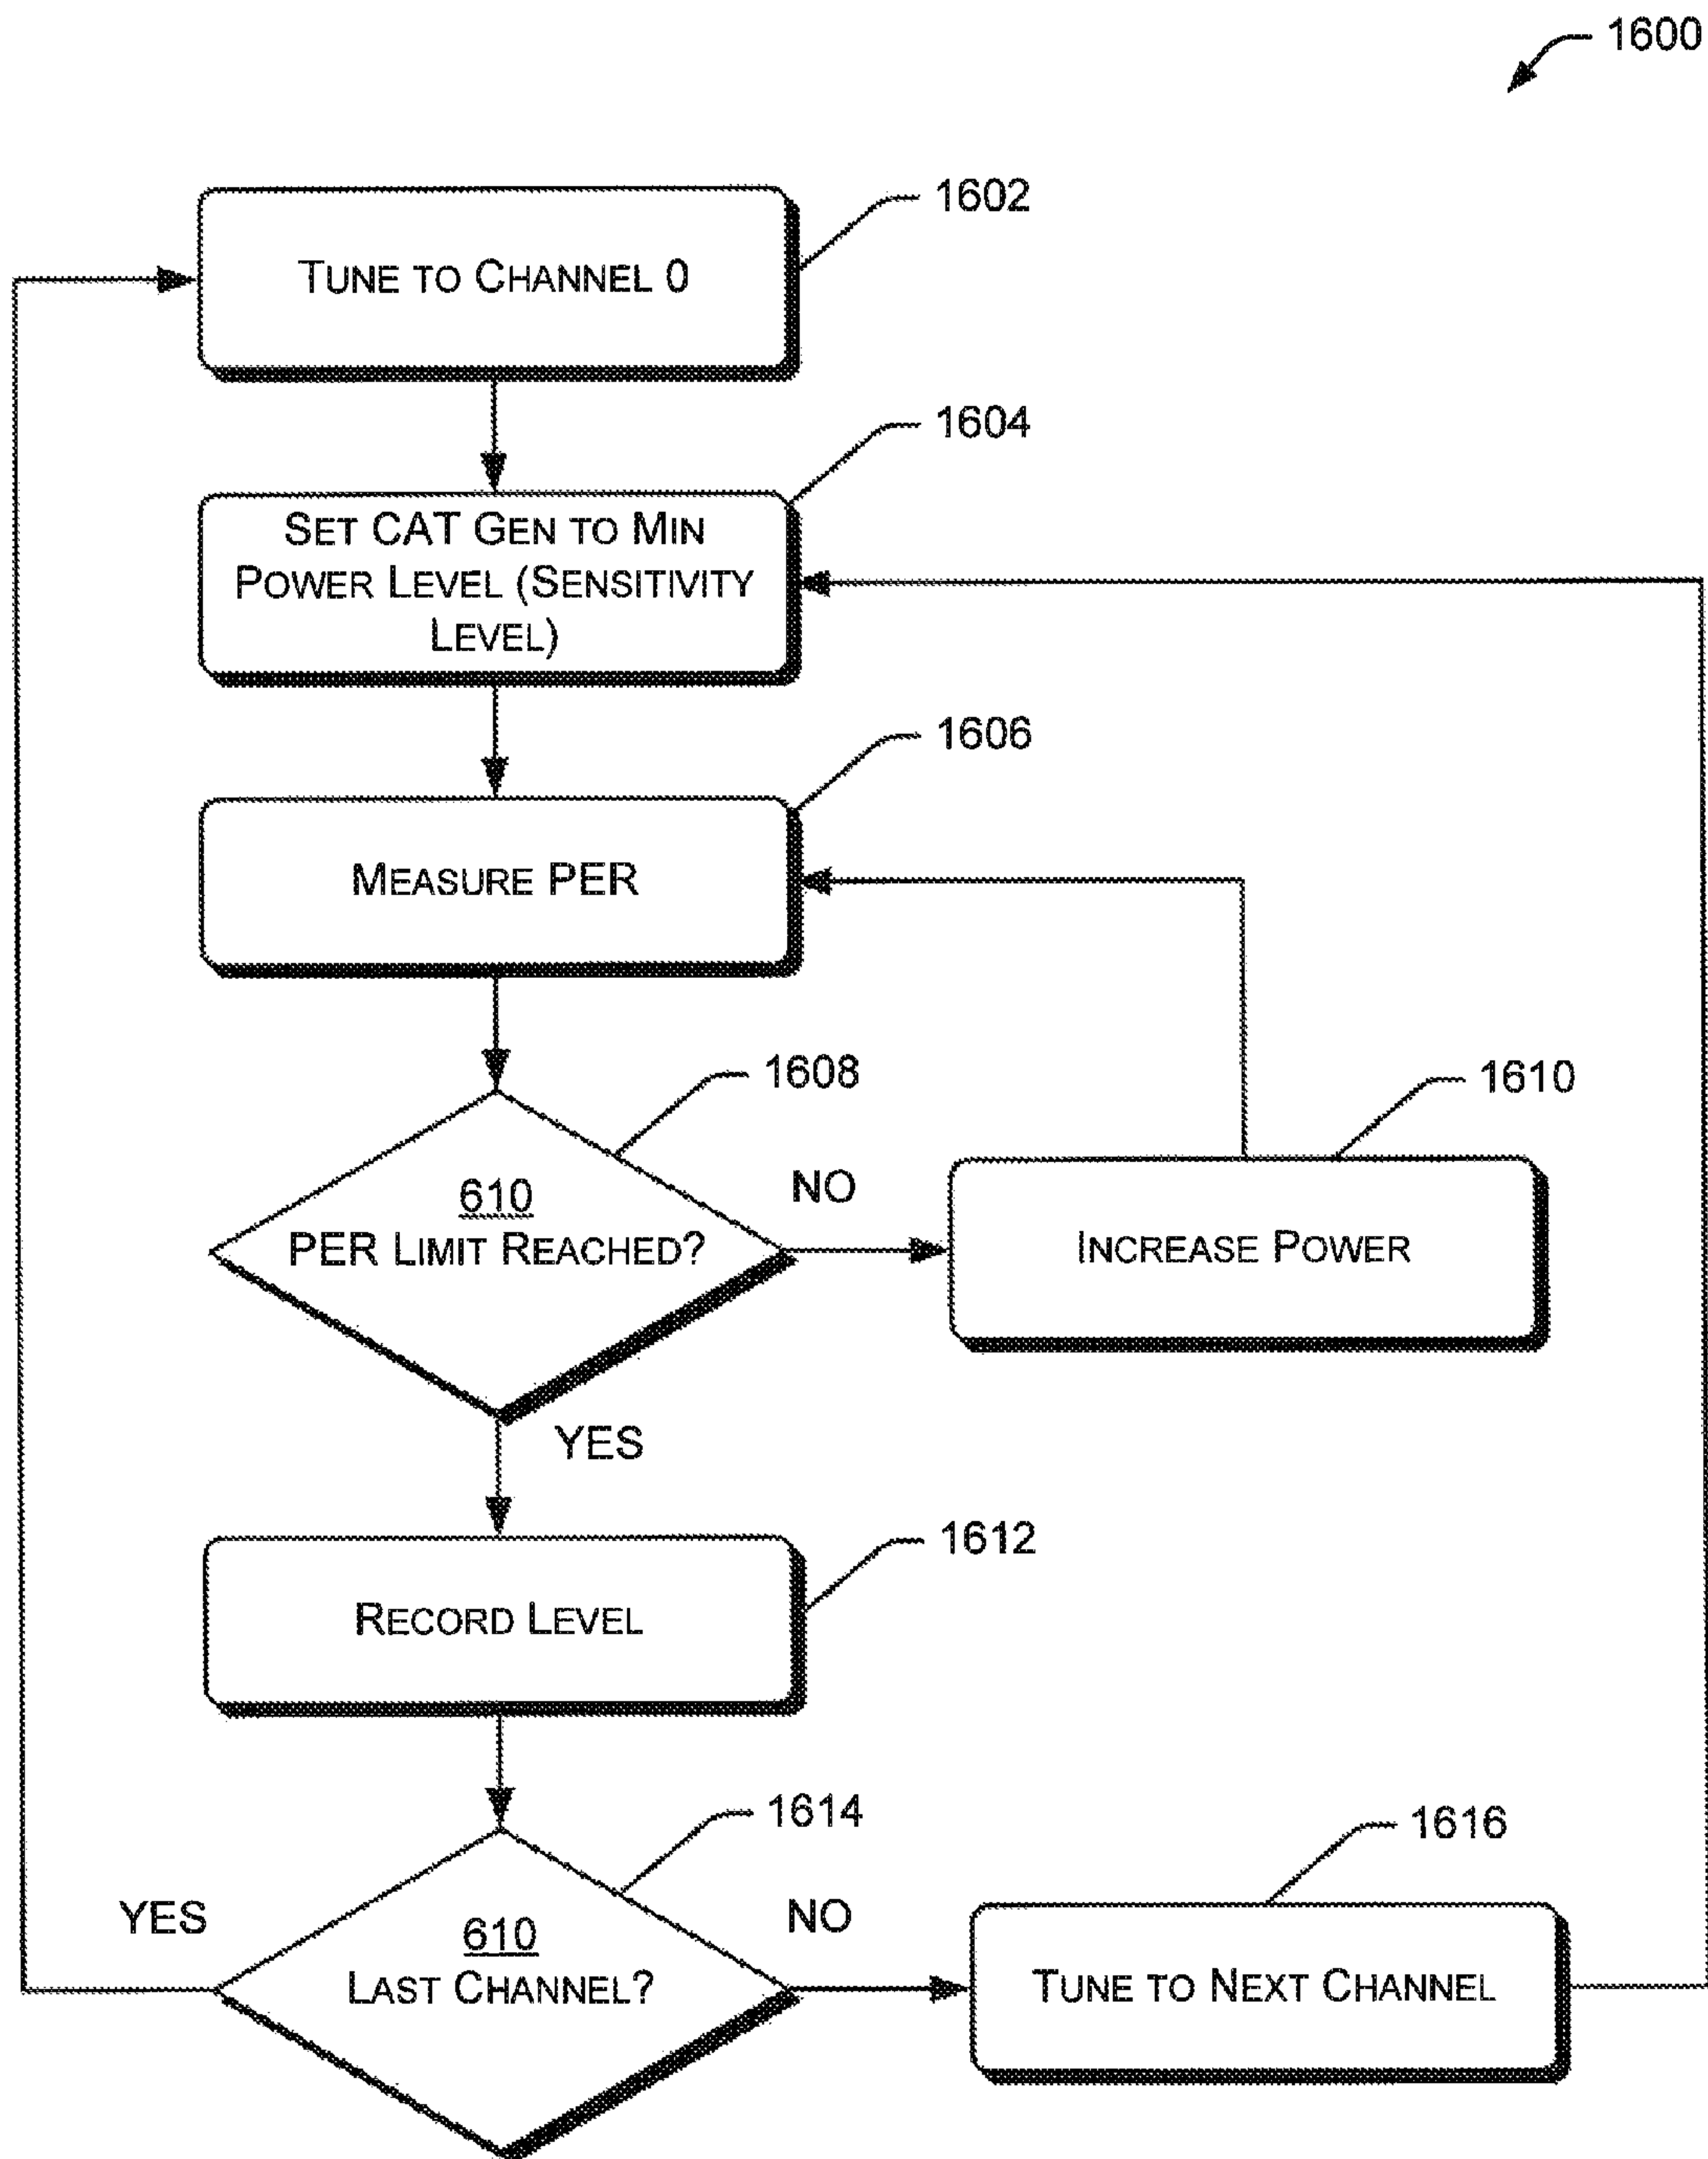 1600
1602
TUNE TO CHANNEL 0
1604
SET CAT GEN TO MIN
POWER LEVEL (SENSITIVITY
LEVEL)
1606
MEASURE PER
1608
1610
610
PER LIMIT REACHED?
NO
INCREASE POWER
YES
1612
RECORD LEVEL
1614
1616
YES
610
LAST CHANNEL?
NO
TUNE TO NEXT CHANNEL